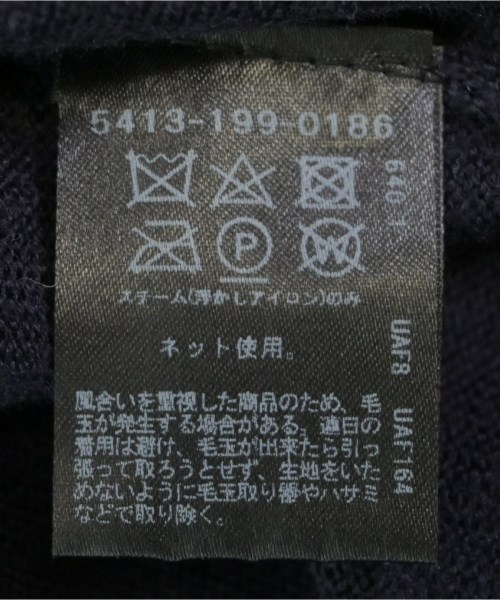 5413-199-0186
P
W
スチーム(浮かしアイロン)のみ
ネット使用。
風合いを重視した商品のため、毛
玉が発生する場合がある。連日の
着用は避け、毛玉が出来たら引っ
張って取ろうとせず、生地をいた
めないように毛玉取り器やハサミ
などで取り除く。
UAF8 UAF164